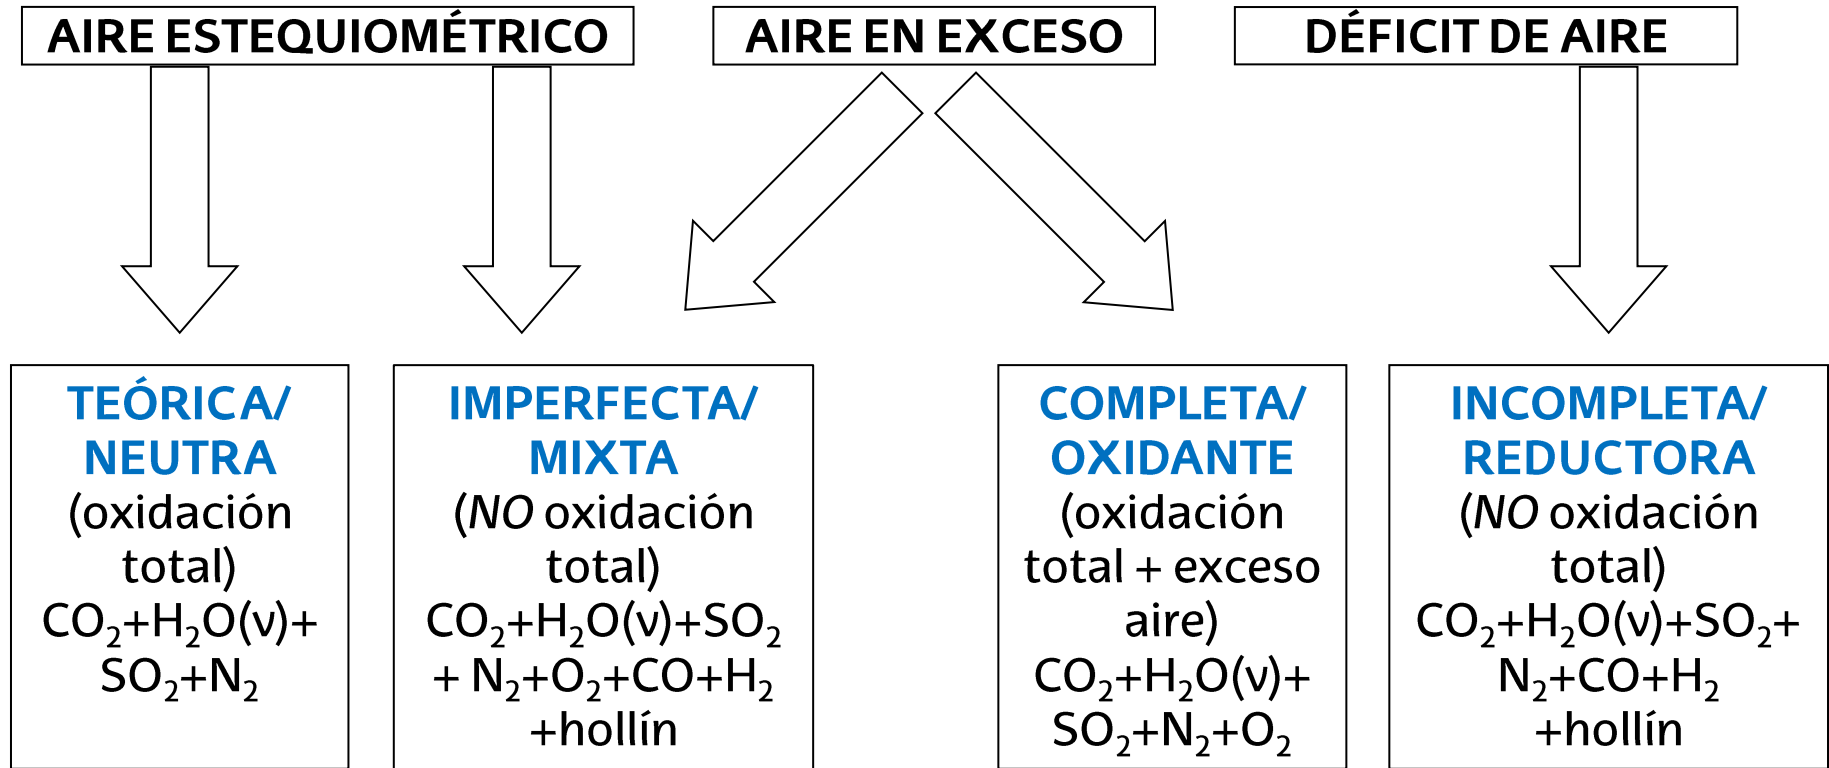 AIRE ESTEQUIOMÉTRICO
AIRE EN EXCESO
DÉFICIT DE AIRE
TEÓRICA/
NEUTRA
(oxidación
total)
CO₂+H₂O(ν)+
SO₂+N₂
IMPERFECTA/
MIXTA
(NO oxidación
total)
CO₂+H₂O(ν)+SO₂
+ N₂+O₂+CO+H₂
+hollín
COMPLETA/
OXIDANTE
(oxidación
total + exceso
aire)
CO₂+H₂O(ν)+
SO₂+N₂+O₂
INCOMPLETA/
REDUCTORA
(NO oxidación
total)
CO₂+H₂O(ν)+SO₂+
N₂+CO+H₂
+hollín